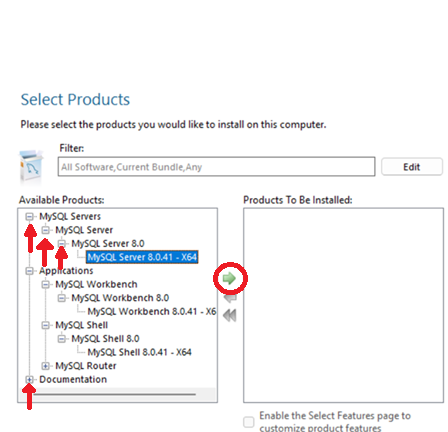 Select Products
Please select the products you would like to install on this computer.
Filter:
All Software,Current Bundle,Any
Edit
Available Products:
Products To Be Installed:
MySQL Servers
MySQL Server
MySQL Server 8.0
MySQL Server 8.0.41 - X64
Applications
MySQL Workbench
MySQL Workbench 8.0
MySQL Workbench 8.0.41 - X6
MySQL Shell
MySQL Shell 8.0
MySQL Shell 8.0.41 - X64
MySQL Router
Documentation
Enable the Select Features page to
customize product features